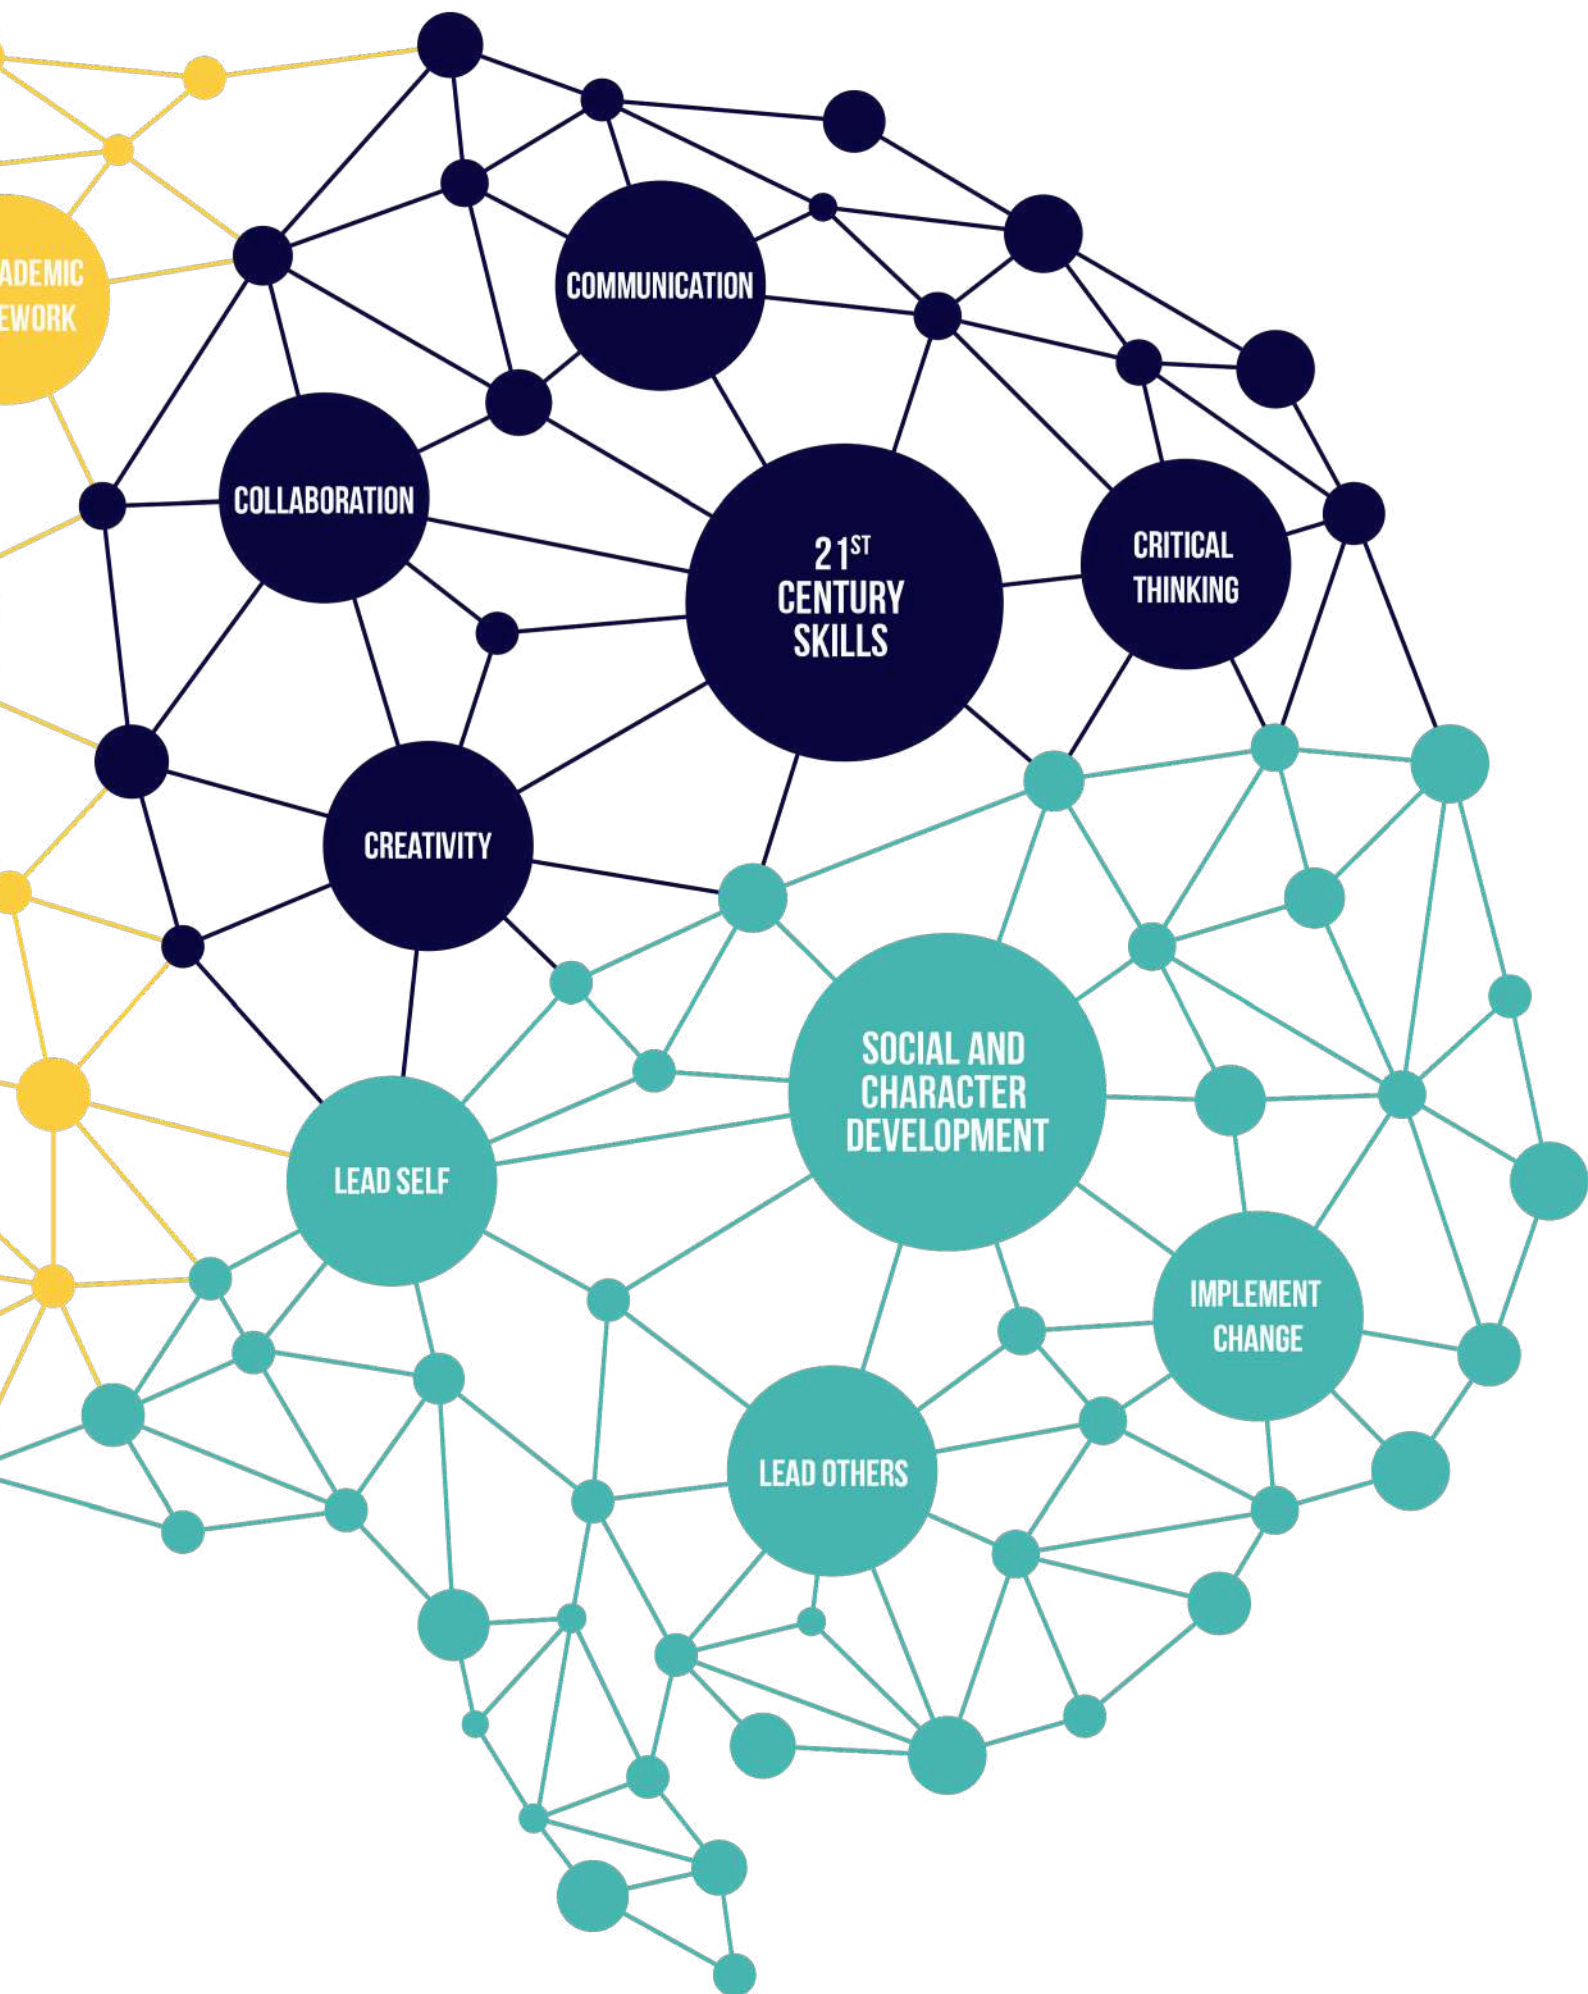 ADEMIC
EWORK
COMMUNICATION
COLLABORATION
21ST
CENTURY
SKILLS
CRITICAL
THINKING
CREATIVITY
SOCIAL AND
CHARACTER
DEVELOPMENT
LEAD SELF
IMPLEMENT
CHANGE
LEAD OTHERS